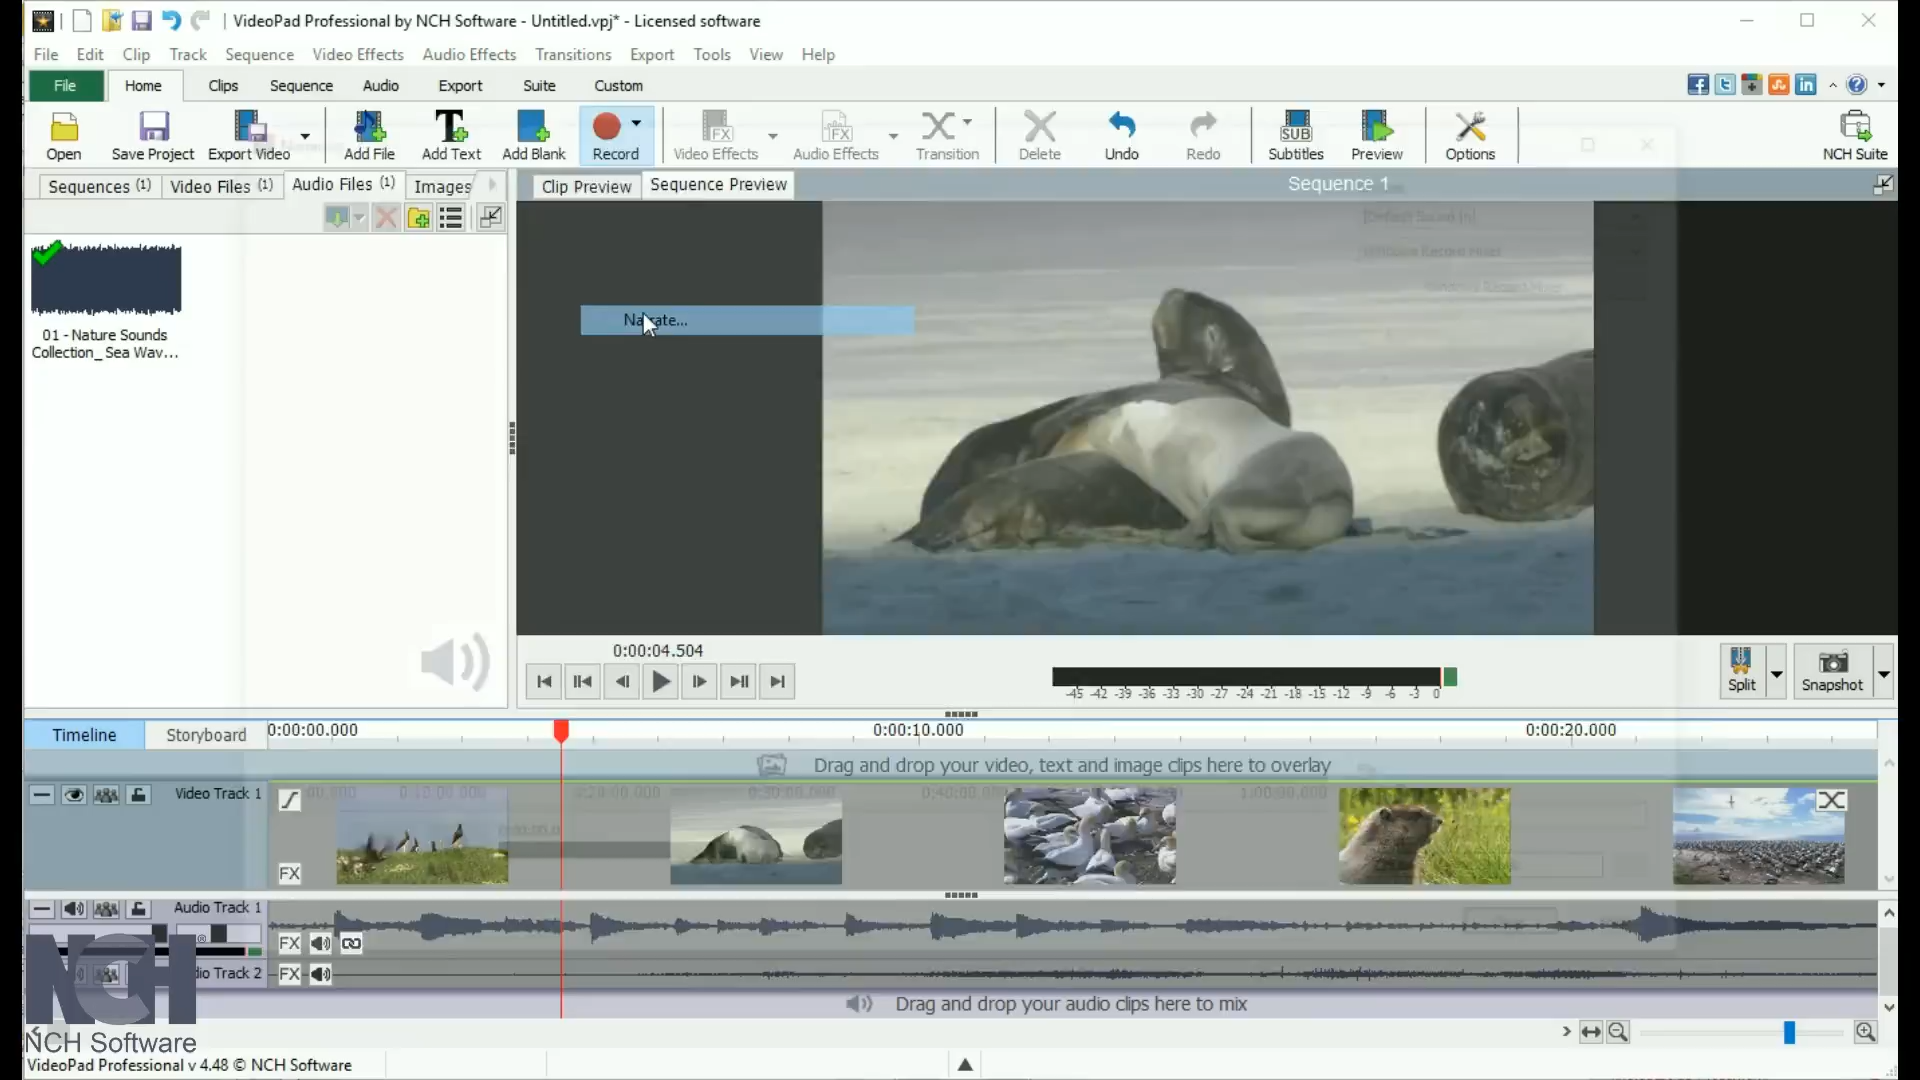 VideoPad Professional by NCH Software - Untitled.vpj* - Licensed software
File Edit Clip Track Sequence Video Effects Audio Effects Transitions Export Tools View Help
File Home Clips Sequence Audio Export Suite Custom
Open Save Project Export Video Add File Add Text Add Blank Record Video Effects Audio Effects Transition Delete Undo Redo Subtitles Preview Options NCH Suite
Sequences (1) Video Files (1) Audio Files (1) Images
Clip Preview Sequence Preview Sequence 1
01 - Nature Sounds
Collection_ Sea Wav...
Narrate...
0:00:04.504
-45 -42 -39 -36 -33 -30 -27 -24 -21 -18 -15 -12 -9 -6 -3 0
Split Snapshot
Timeline Storyboard 0:00:00.000 0:00:10.000 0:00:20.000
Drag and drop your video, text and image clips here to overlay
Video Track 1
FX
Audio Track 1
FX
dio Track 2 FX
Drag and drop your audio clips here to mix
NCH
NCH Software
VideoPad Professional v 4.48 © NCH Software